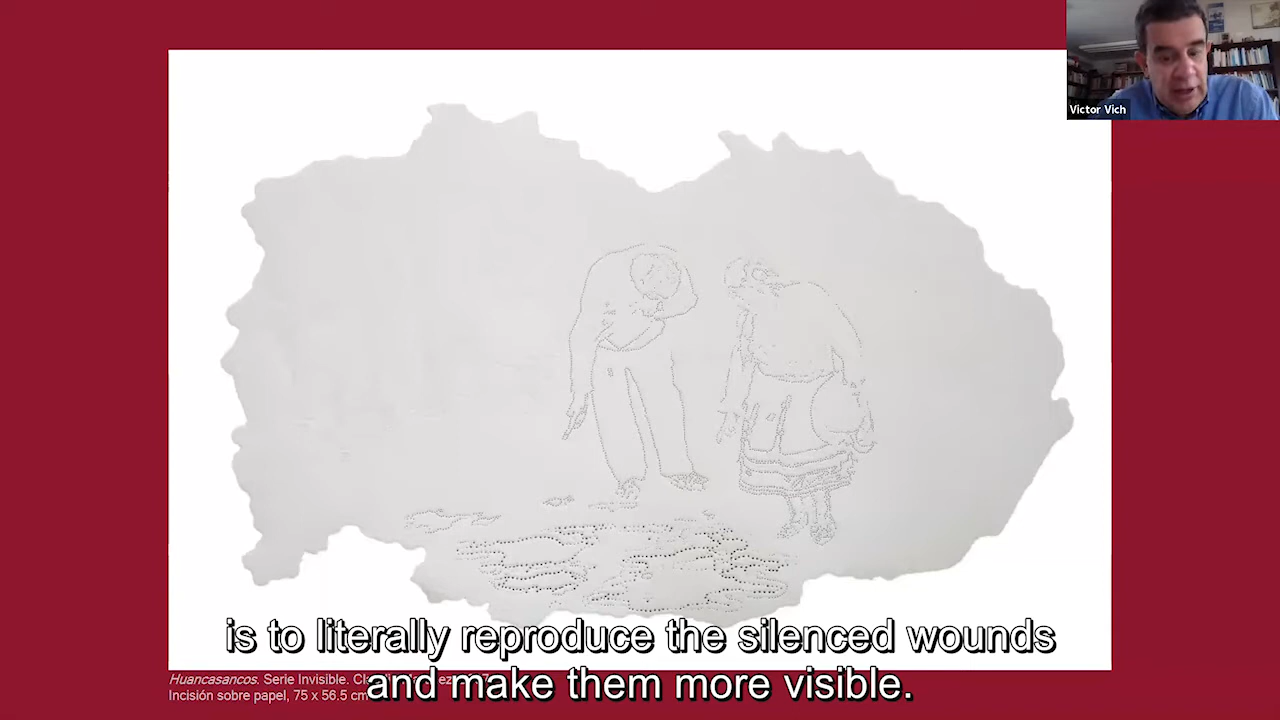 Victor Vich
is to literally reproduce the silenced wounds
and make them more visible.
Huancasancos. Serie Invisible.
Incisión sobre papel, 75 x 56.5 cm